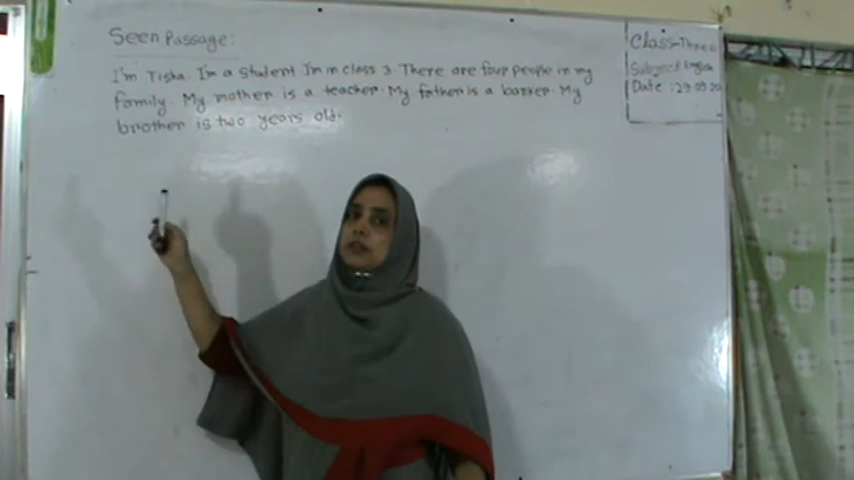 Seen Passage:
I'm Tisha. I'm a student I'm in class 3. There are four people in my
family. My mother is a teacher. My father is a banker. My
brother is two years old.
Class-Three
Subject English
Date: 29.09.20